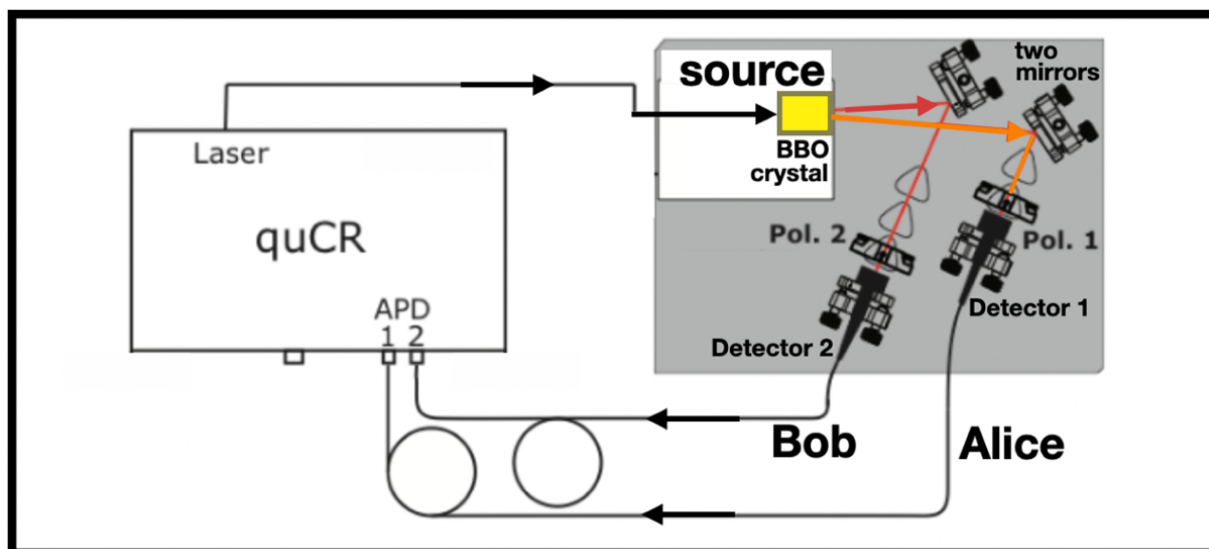 source
two
mirrors
BBO
crystal
Laser
quCR
APD
1 2
Pol. 2
Pol. 1
Detector 1
Detector 2
Bob
Alice